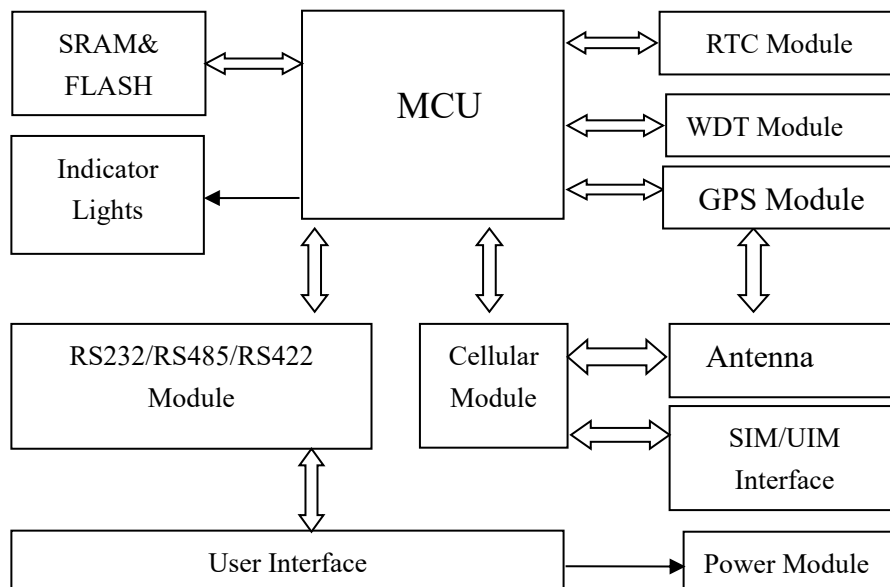 SRAM&
FLASH
MCU
RTC Module
WDT Module
Indicator
Lights
GPS Module
RS232/RS485/RS422
Module
Cellular
Module
Antenna
SIM/UIM
Interface
User Interface
Power Module